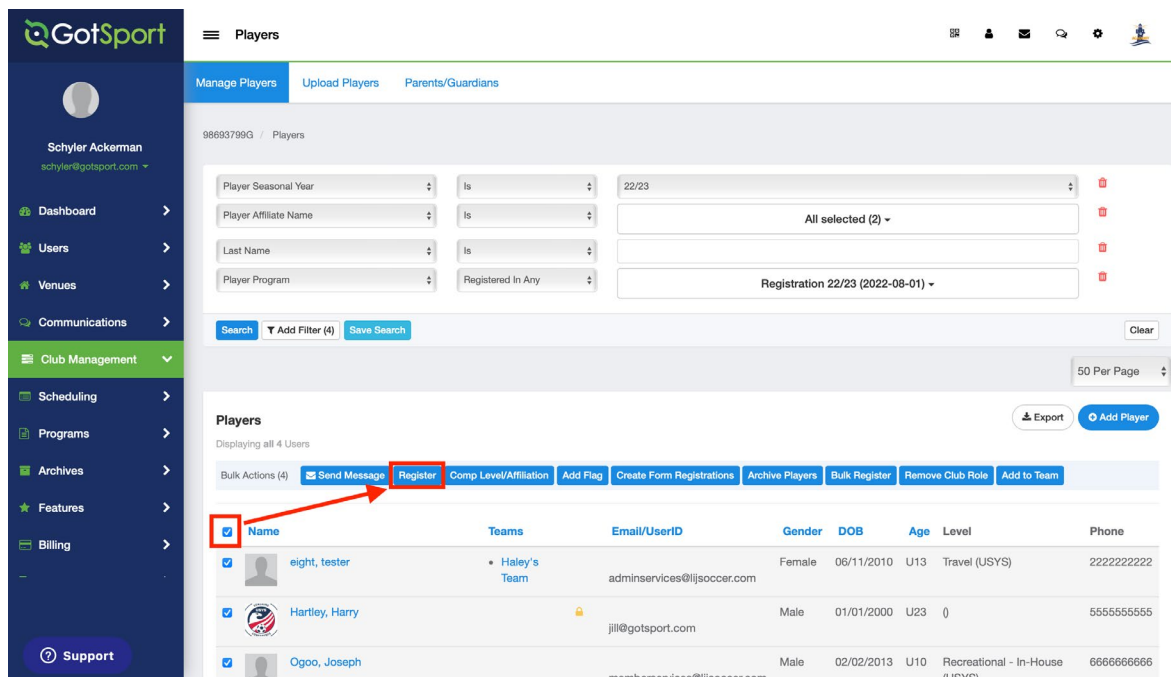 GotSport
Players
Schyler Ackerman
schyler@gotsport.com
Dashboard
Users
Venues
Communications
Club Management
Scheduling
Programs
Archives
Features
Billing
Support
Manage Players Upload Players Parents/Guardians
98693799G / Players
Player Seasonal Year Is 22/23
Player Affiliate Name Is All selected (2)
Last Name Is
Player Program Registered In Any Registration 22/23 (2022-08-01)
Search Add Filter (4) Save Search Clear
50 Per Page
Players Export Add Player
Displaying all 4 Users
Bulk Actions (4) Send Message Register Comp Level/Affiliation Add Flag Create Form Registrations Archive Players Bulk Register Remove Club Role Add to Team
Name Teams Email/UserID Gender DOB Age Level Phone
eight, tester • Haley's Female 06/11/2010 U13 Travel (USYS) 2222222222
Team adminservices@lijsoccer.com
Hartley, Harry Male 01/01/2000 U23 () 5555555555
jill@gotsport.com
Ogoo, Joseph Male 02/02/2013 U10 Recreational - In-House 6666666666